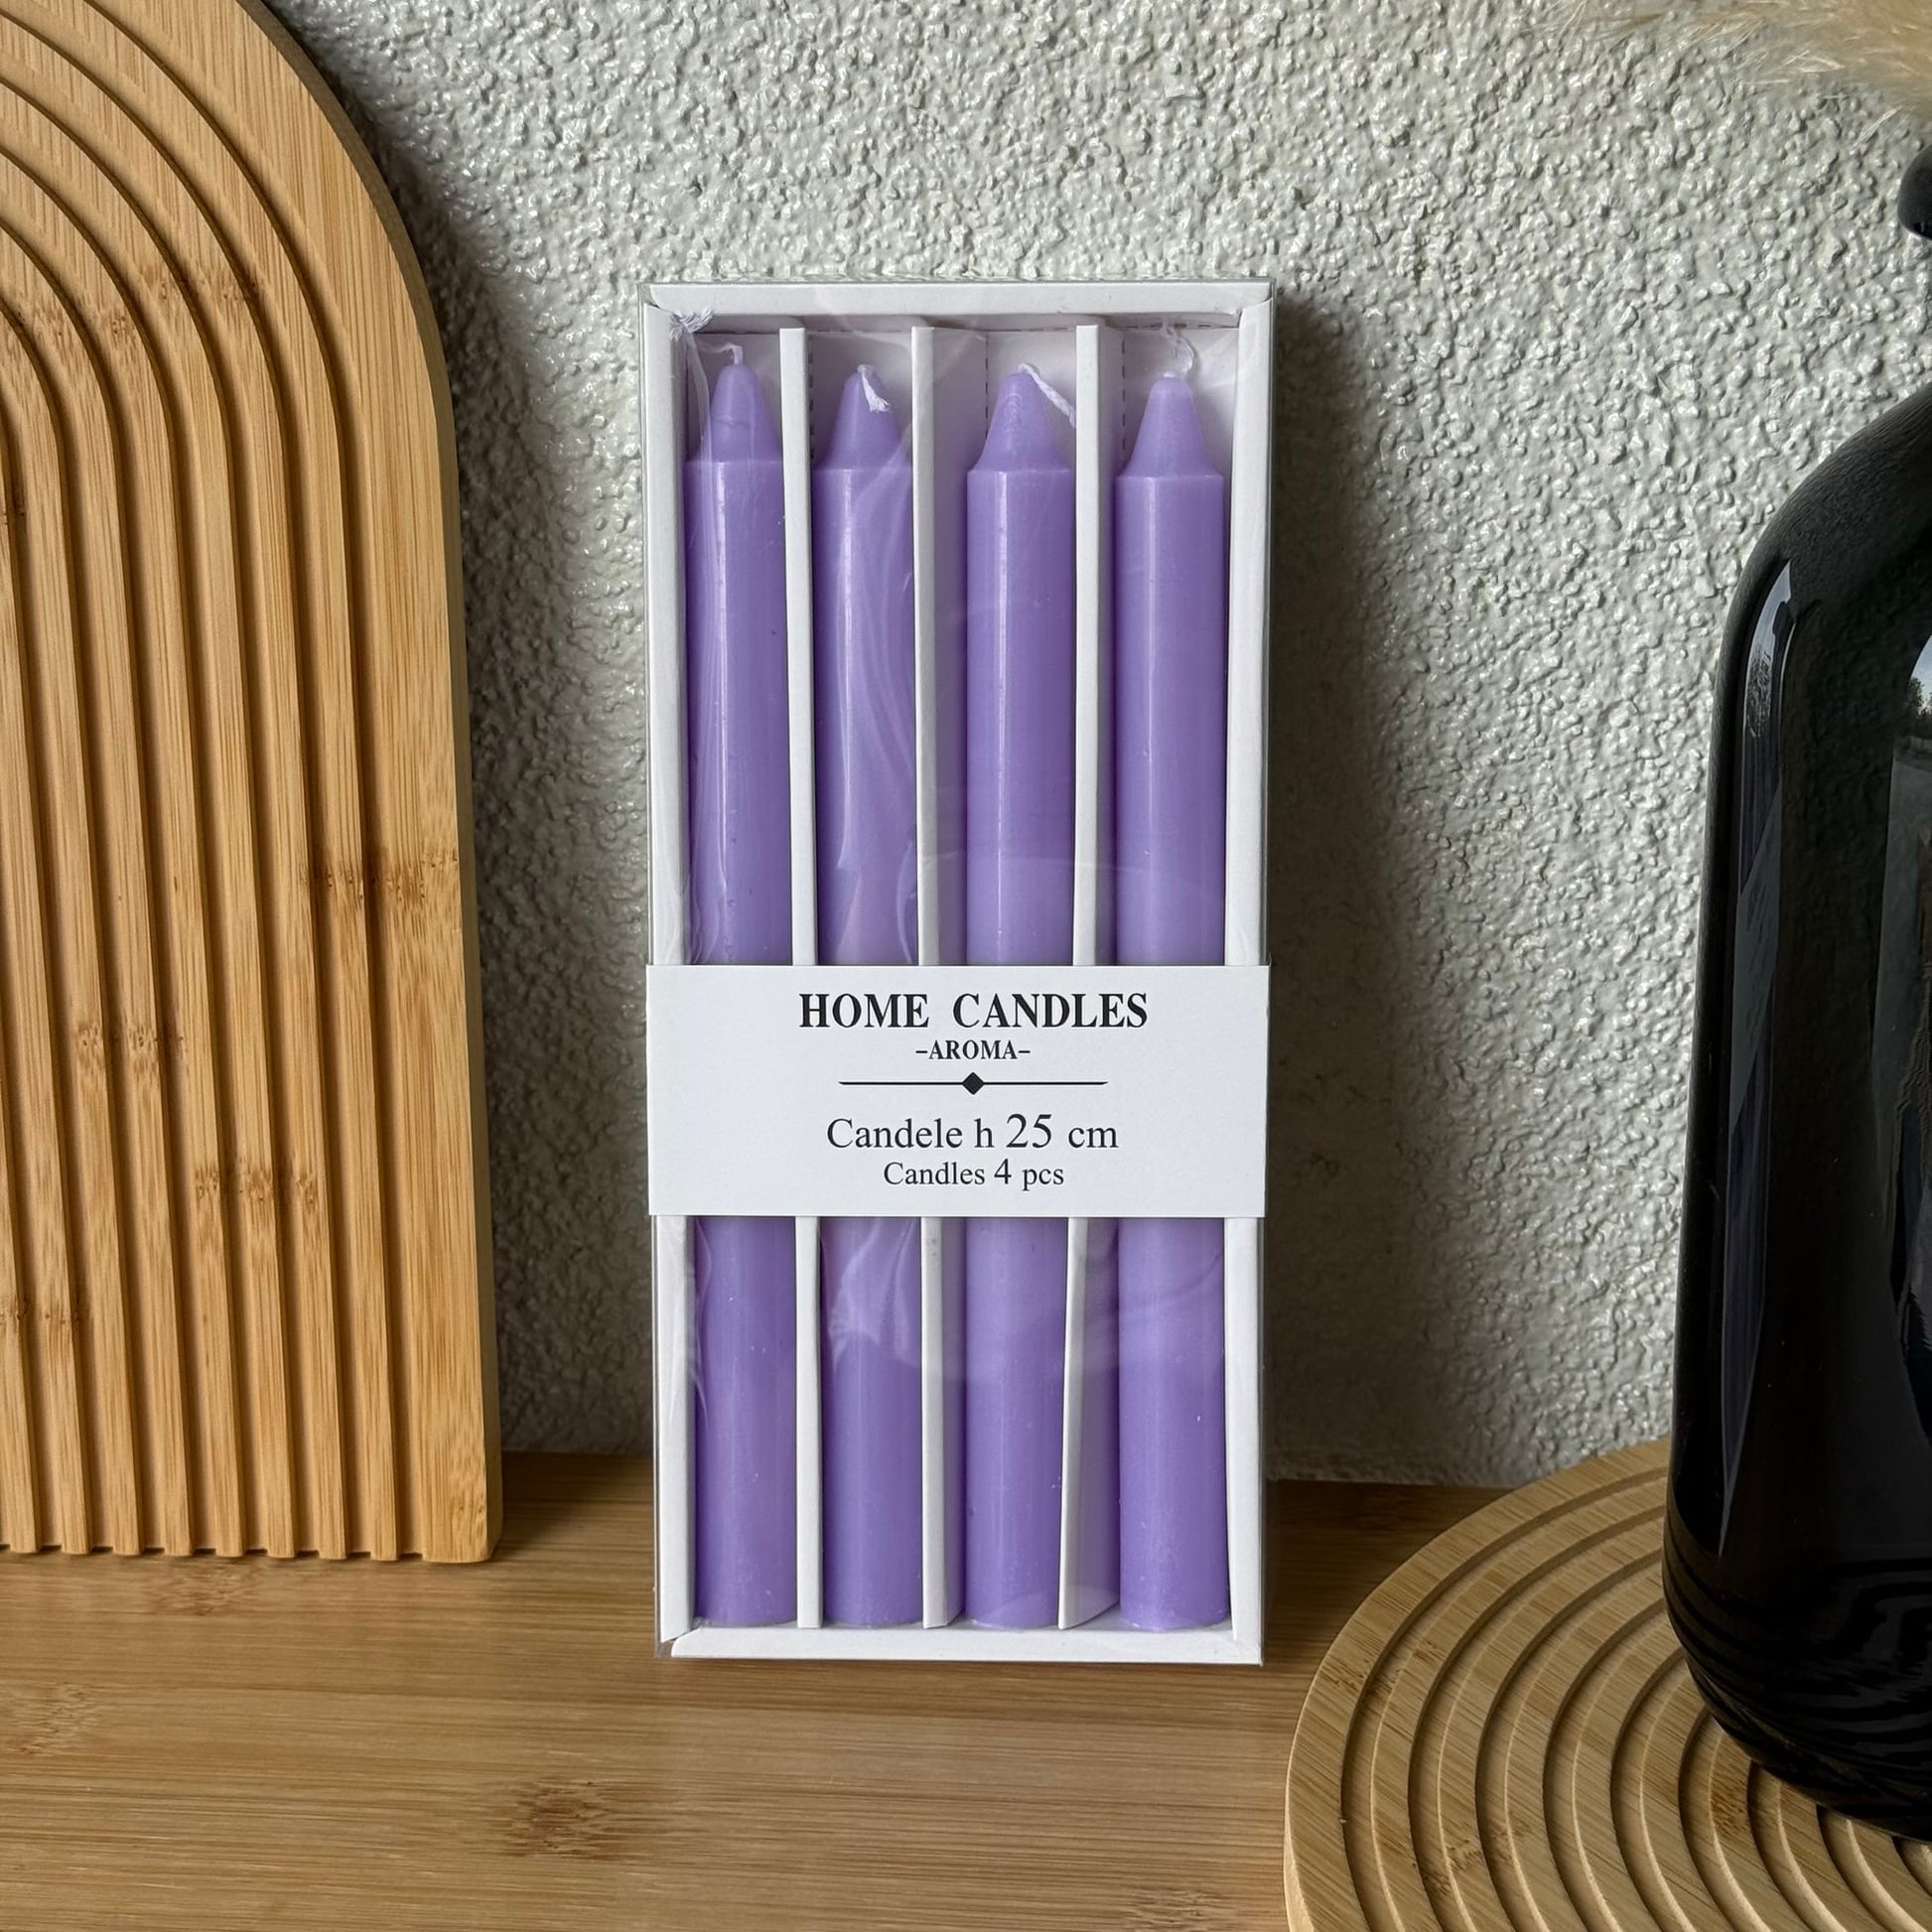 HOME CANDLES
-AROMA-
Candele h 25 cm
Candles 4 pcs